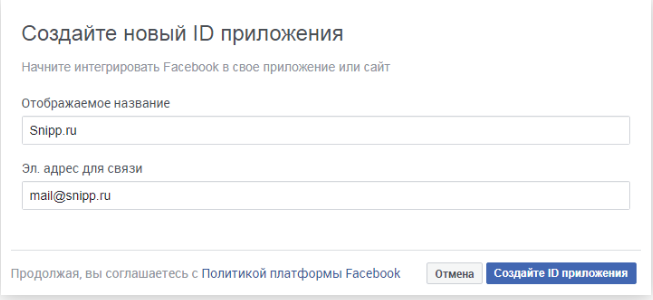 Создайте новый ID приложения
Начните интегрировать Facebook в свое приложение или сайт
Отображаемое название
Snipp.ru
Эл. адрес для связи
mail@snipp.ru
Продолжая, вы соглашаетесь с Политикой платформы Facebook Отмена Создайте ID приложения